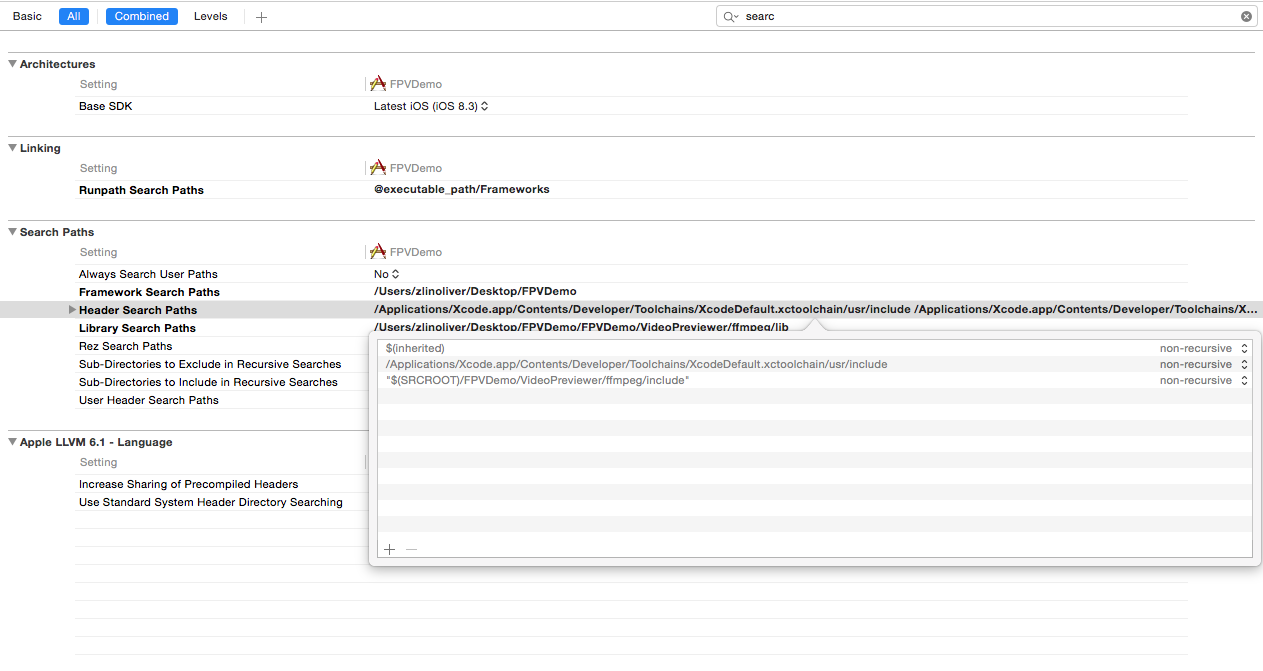 Basic All Combined Levels + searc
Architectures
Setting FPVDemo
Base SDK Latest iOS (iOS 8.3)
Linking
Setting FPVDemo
Runpath Search Paths @executable_path/Frameworks
Search Paths
Setting FPVDemo
Always Search User Paths No
Framework Search Paths /Users/zlinoliver/Desktop/FPVDemo
Header Search Paths /Applications/Xcode.app/Contents/Developer/Toolchains/XcodeDefault.xctoolchain/usr/include /Applications/Xcode.app/Contents/Developer/Toolchains/X...
Library Search Paths /Users/zlinoliver/Desktop/FPVDemo/FPVDemo/VideoPreviewer/ffmpeg/lib
Rez Search Paths $(inherited) non-recursive
Sub-Directories to Exclude in Recursive Searches /Applications/Xcode.app/Contents/Developer/Toolchains/XcodeDefault.xctoolchain/usr/include non-recursive
Sub-Directories to Include in Recursive Searches "$(SRCROOT)/FPVDemo/VideoPreviewer/ffmpeg/include" non-recursive
User Header Search Paths
Apple LLVM 6.1 - Language
Setting
Increase Sharing of Precompiled Headers
Use Standard System Header Directory Searching
+ —